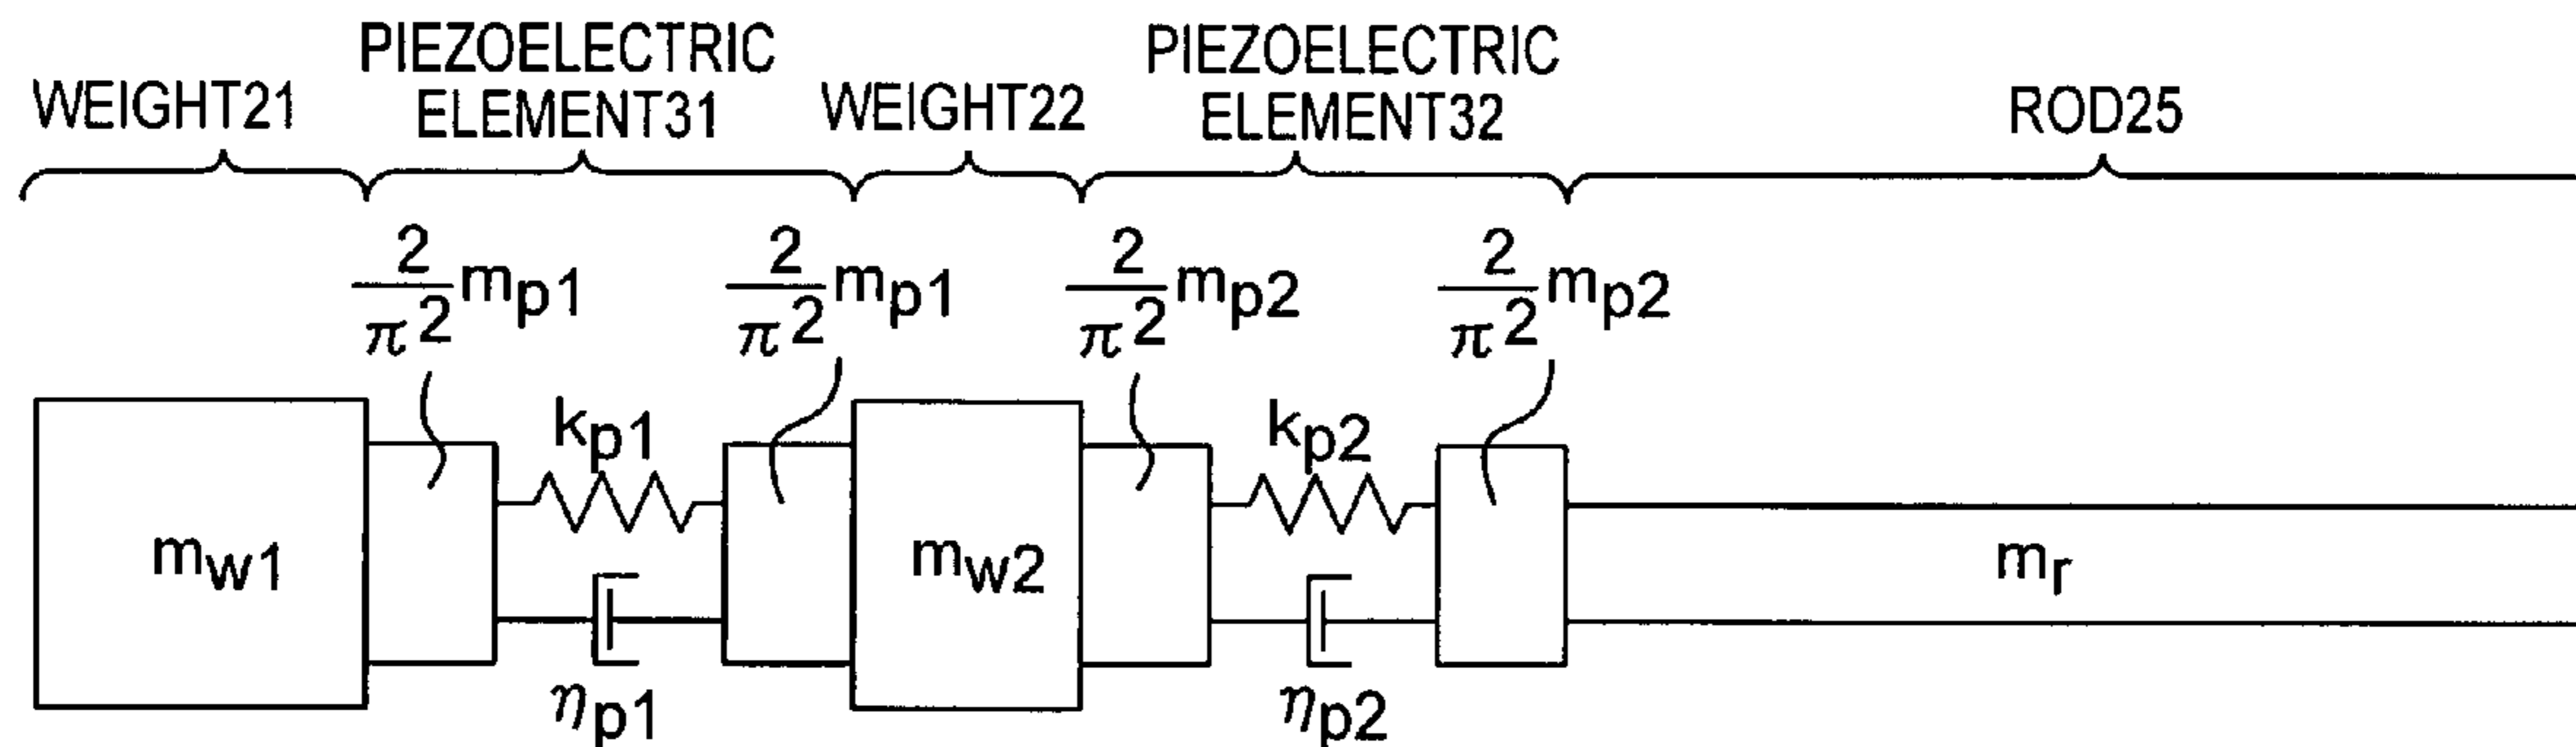 WEIGHT21
PIEZOELECTRIC
ELEMENT31
WEIGHT22
PIEZOELECTRIC
ELEMENT32
ROD25
2/π² mp1
2/π² mp1
2/π² mp2
2/π² mp2
mw1
kp1
ηp1
mw2
kp2
ηp2
mr